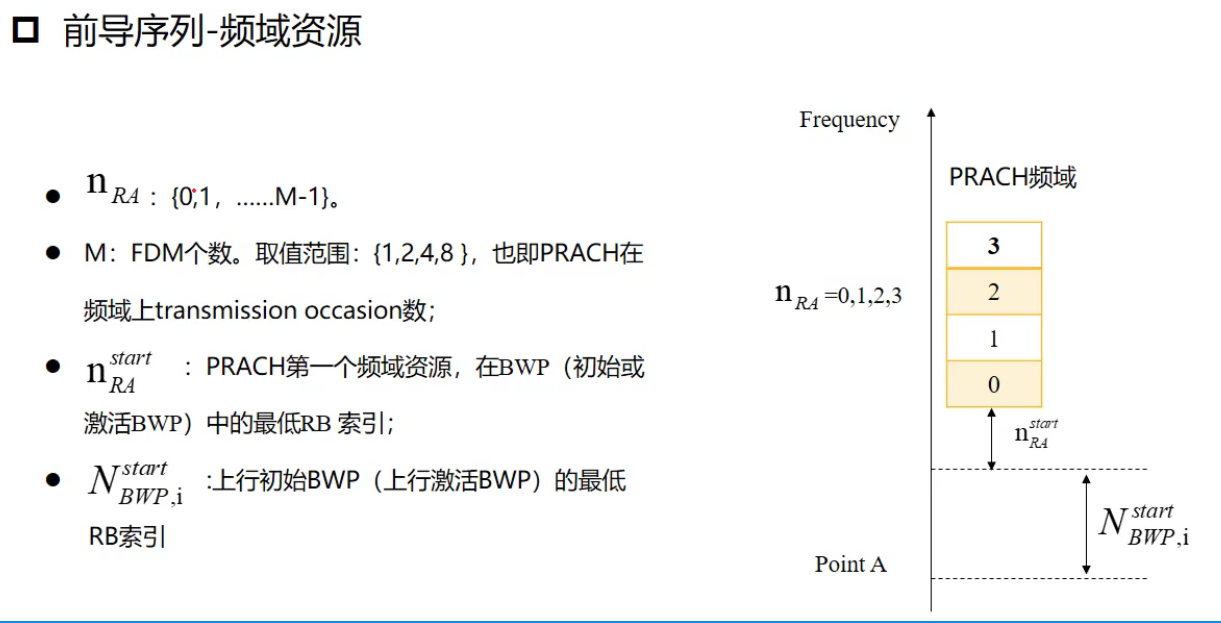 前导序列-频域资源
n_{RA} : {0,1, ......M-1}。
M:FDM个数。取值范围:{1,2,4,8 },也即PRACH在
频域上transmission occasion数;
n_{RA}^{start} :PRACH第一个频域资源,在BWP(初始或
激活BWP)中的最低RB 索引;
N_{BWP,i}^{start} :上行初始BWP(上行激活BWP)的最低
RB索引
Frequency
PRACH频域
3
2
n_{RA} =0,1,2,3
1
0
n_{RA}^{start}
N_{BWP,i}^{start}
Point A